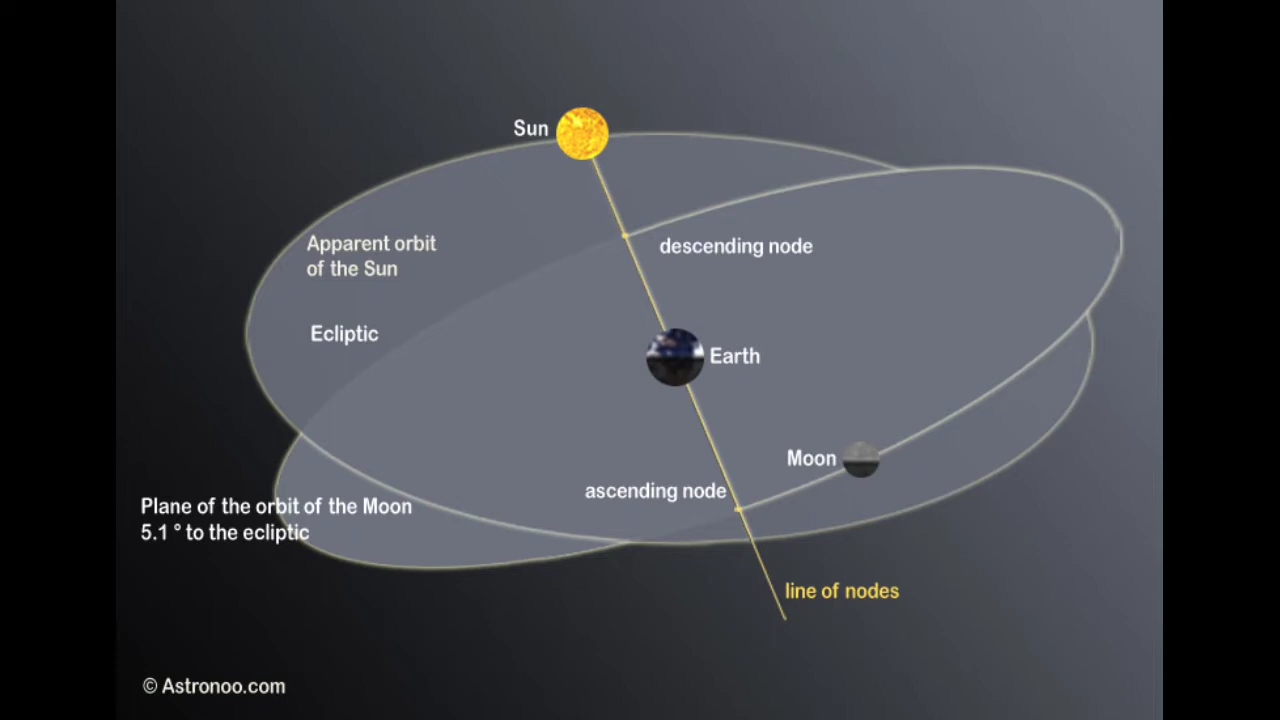 Sun
Apparent orbit
of the Sun
descending node
Ecliptic
Earth
Moon
ascending node
Plane of the orbit of the Moon
5.1 ° to the ecliptic
line of nodes
© Astronoo.com